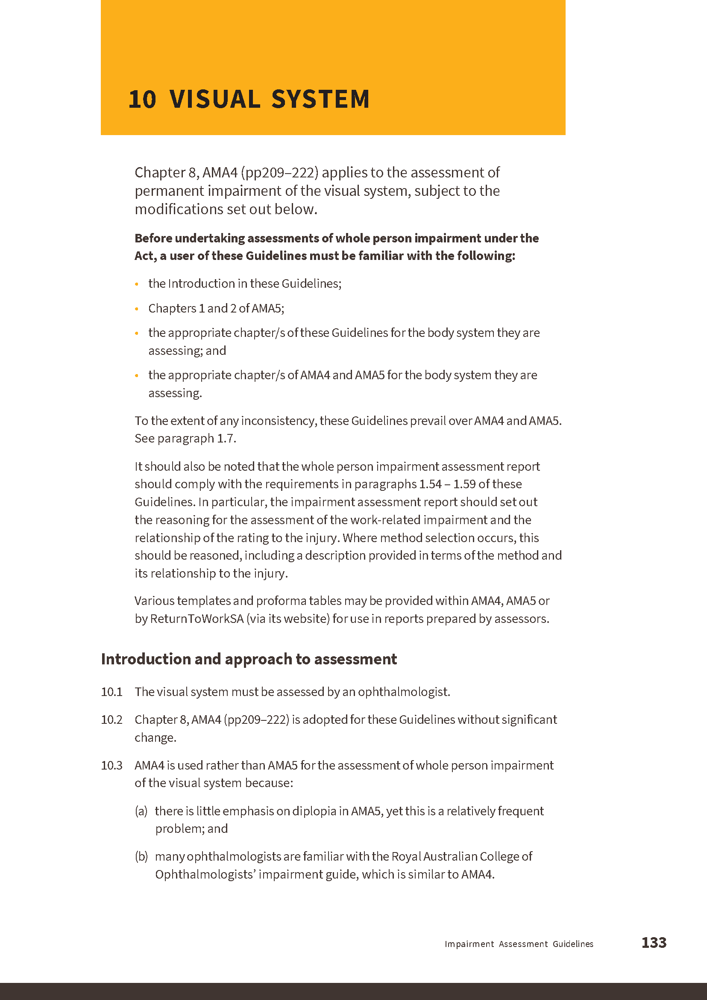 10 VISUAL SYSTEM
Chapter 8, AMA4 (pp209–222) applies to the assessment of
permanent impairment of the visual system, subject to the
modifications set out below.
Before undertaking assessments of whole person impairment under the
Act, a user of these Guidelines must be familiar with the following:
• the Introduction in these Guidelines;
• Chapters 1 and 2 of AMA5;
• the appropriate chapter/s of these Guidelines for the body system they are
assessing; and
• the appropriate chapter/s of AMA4 and AMA5 for the body system they are
assessing.
To the extent of any inconsistency, these Guidelines prevail over AMA4 and AMA5.
See paragraph 1.7.
It should also be noted that the whole person impairment assessment report
should comply with the requirements in paragraphs 1.54 – 1.59 of these
Guidelines. In particular, the impairment assessment report should set out
the reasoning for the assessment of the work-related impairment and the
relationship of the rating to the injury. Where method selection occurs, this
should be reasoned, including a description provided in terms of the method and
its relationship to the injury.
Various templates and proforma tables may be provided within AMA4, AMA5 or
by ReturnToWorkSA (via its website) for use in reports prepared by assessors.
Introduction and approach to assessment
10.1 The visual system must be assessed by an ophthalmologist.
10.2 Chapter 8, AMA4 (pp209–222) is adopted for these Guidelines without significant
change.
10.3 AMA4 is used rather than AMA5 for the assessment of whole person impairment
of the visual system because:
(a) there is little emphasis on diplopia in AMA5, yet this is a relatively frequent
problem; and
(b) many ophthalmologists are familiar with the Royal Australian College of
Ophthalmologists’ impairment guide, which is similar to AMA4.
Impairment Assessment Guidelines 133